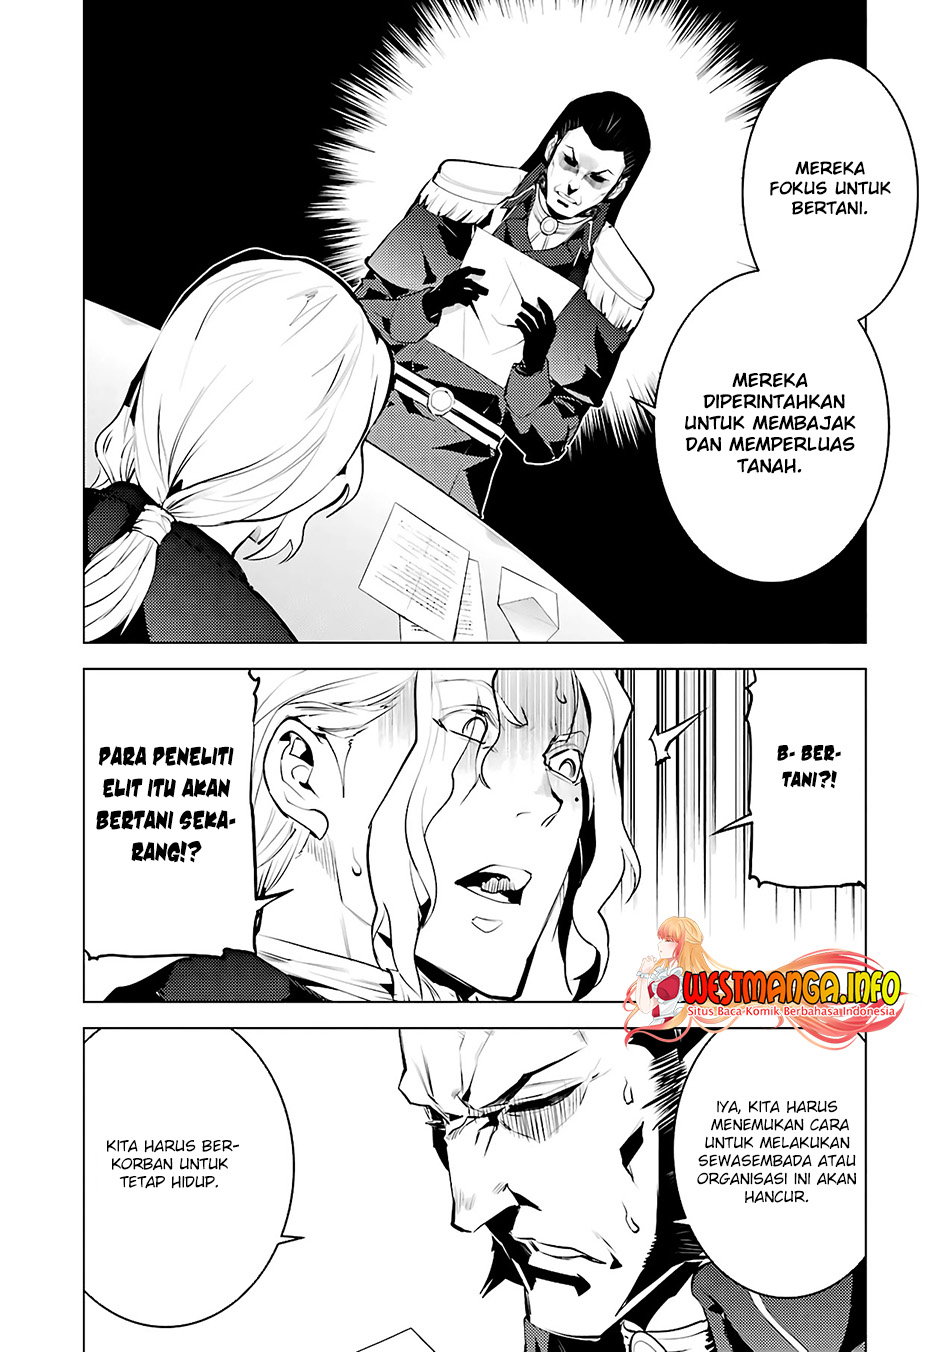 MEREKA
FOKUS UNTUK
BERTANI.
MEREKA
DIPERINTAHKAN
UNTUK MEMBAJAK
DAN MEMPERLUAS
TANAH.
B- BER-
TANI?!
PARA PENELITI
ELIT ITU AKAN
BERTANI SEKA-
RANG!?
WESTMANGA.INFO
Situs Baca Komik Berbahasa Indonesia
IYA, KITA HARUS
MENEMUKAN CARA
UNTUK MELAKUKAN
SEWASEMBADA ATAU
ORGANISASI INI AKAN
HANCUR.
KITA HARUS BER-
KORBAN UNTUK
TETAP HIDUP.